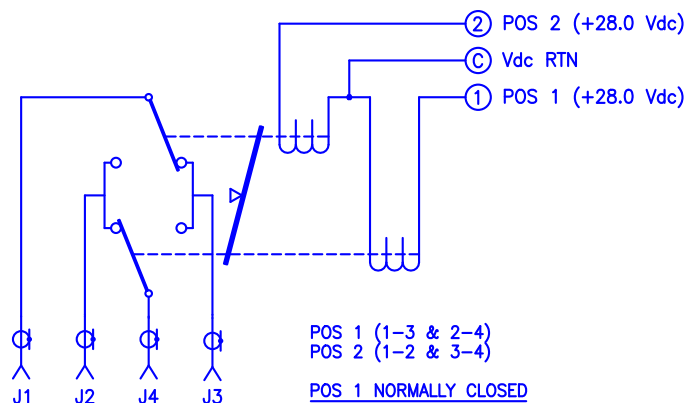 2 POS 2 (+28.0 Vdc)
C Vdc RTN
1 POS 1 (+28.0 Vdc)
POS 1 (1-3 & 2-4)
POS 2 (1-2 & 3-4)
POS 1 NORMALLY CLOSED
J1 J2 J4 J3